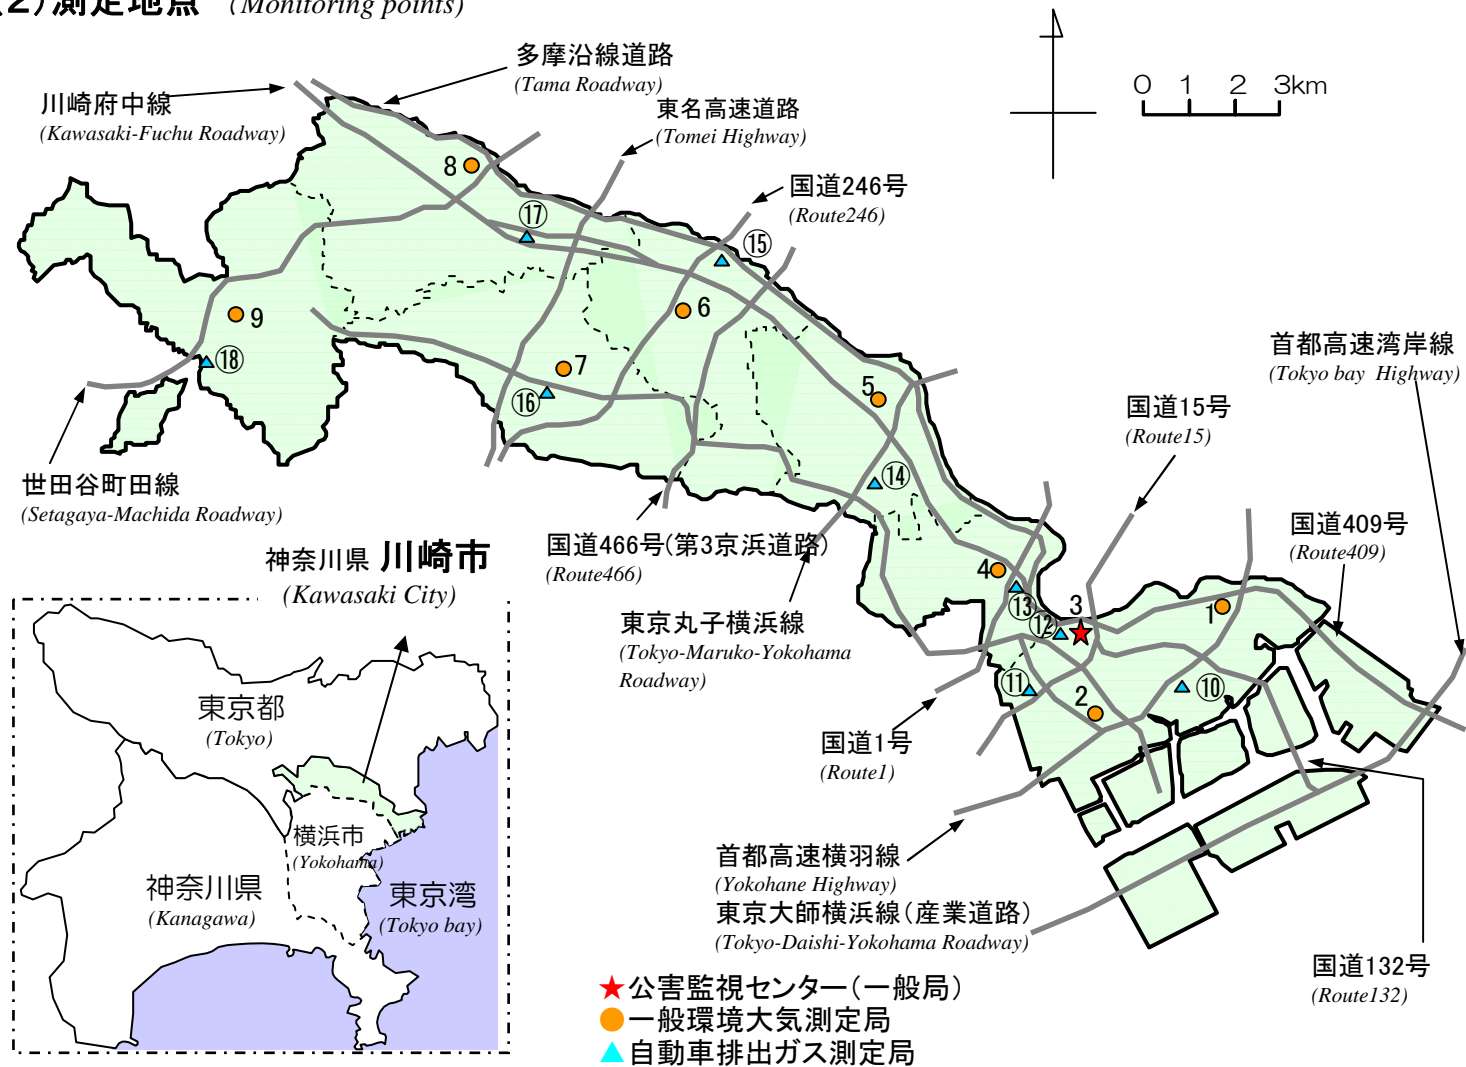 (2)測定地点 (Monitoring points)
多摩沿線道路
(Tama Roadway)
川崎府中線
(Kawasaki-Fuchu Roadway)
東名高速道路
(Tomei Highway)
国道246号
(Route246)
0 1 2 3km
8
⑰
⑮
9
6
⑱
7
⑯
5
首都高速湾岸線
(Tokyo bay Highway)
国道15号
(Route15)
世田谷町田線
(Setagaya-Machida Roadway)
⑭
国道409号
(Route409)
国道466号(第3京浜道路)
(Route466)
4
⑬
⑫
3
1
東京丸子横浜線
(Tokyo-Maruko-Yokohama
Roadway)
⑪
2
⑩
国道1号
(Route1)
神奈川県 川崎市
(Kawasaki City)
東京都
(Tokyo)
横浜市
(Yokohama)
神奈川県
(Kanagawa)
東京湾
(Tokyo bay)
首都高速横羽線
(Yokohane Highway)
東京大師横浜線(産業道路)
(Tokyo-Daishi-Yokohama Roadway)
国道132号
(Route132)
★公害監視センター(一般局)
●一般環境大気測定局
▲自動車排出ガス測定局